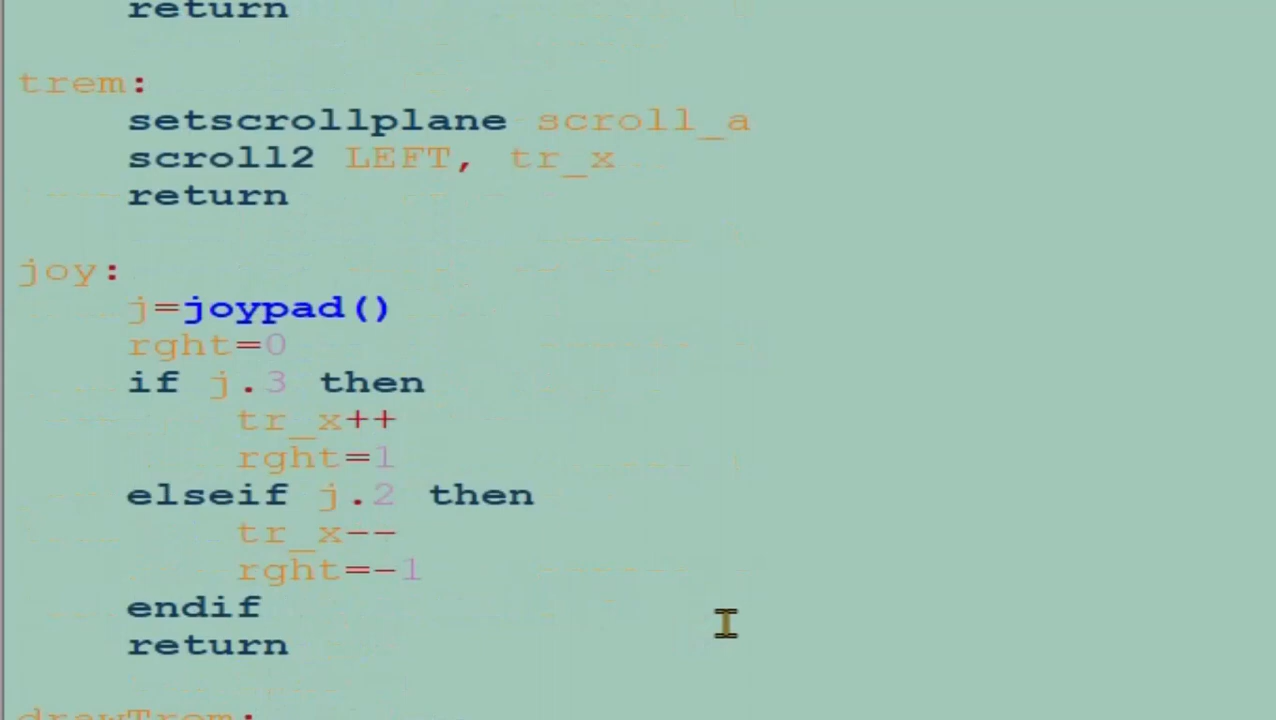 return
trem:
setscrollplane scroll_a
scroll2 LEFT, tr_x
return
joy:
j=joypad()
rght=0
if j.3 then
tr_x++
rght=1
elseif j.2 then
tr_x--
rght=-1
endif
return
drawTrem: